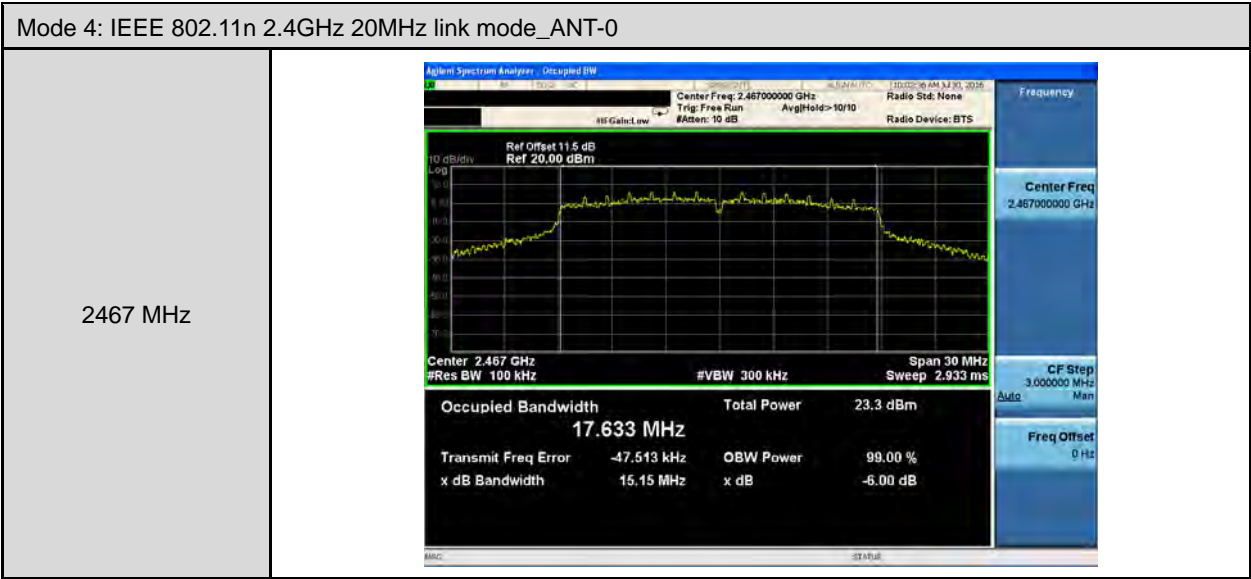 Mode 4: IEEE 802.11n 2.4GHz 20MHz link mode_ANT-0
2467 MHz
Agilent Spectrum Analyzer - Occupied BW
Center Freq: 2.467000000 GHz
Radio Std: None
Trig: Free Run Avg|Hold>10/10
#IFGain:Low #Atten: 10 dB Radio Device: BTS
Frequency
Ref Offset 11.5 dB
10 dB/div Ref 20.00 dBm
Log
Center 2.467 GHz Span 30 MHz
#Res BW 100 kHz #VBW 300 kHz Sweep 2.933 ms
Occupied Bandwidth Total Power 23.3 dBm
17.633 MHz
Transmit Freq Error -47.513 kHz OBW Power 99.00 %
x dB Bandwidth 15.15 MHz x dB -6.00 dB
Center Freq
2.467000000 GHz
CF Step
3.000000 MHz
Auto Man
Freq Offset
0 Hz
MSG STATUS